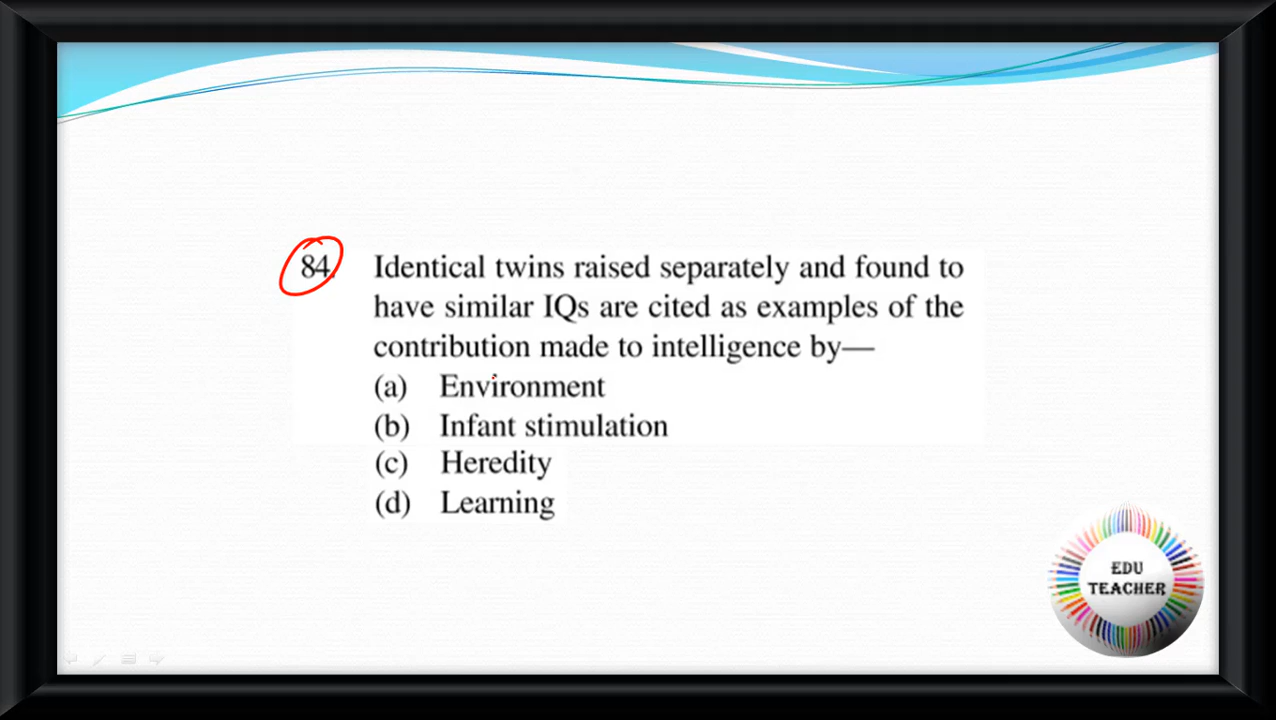 84. Identical twins raised separately and found to
have similar IQs are cited as examples of the
contribution made to intelligence by—
(a) Environment
(b) Infant stimulation
(c) Heredity
(d) Learning
EDU
TEACHER